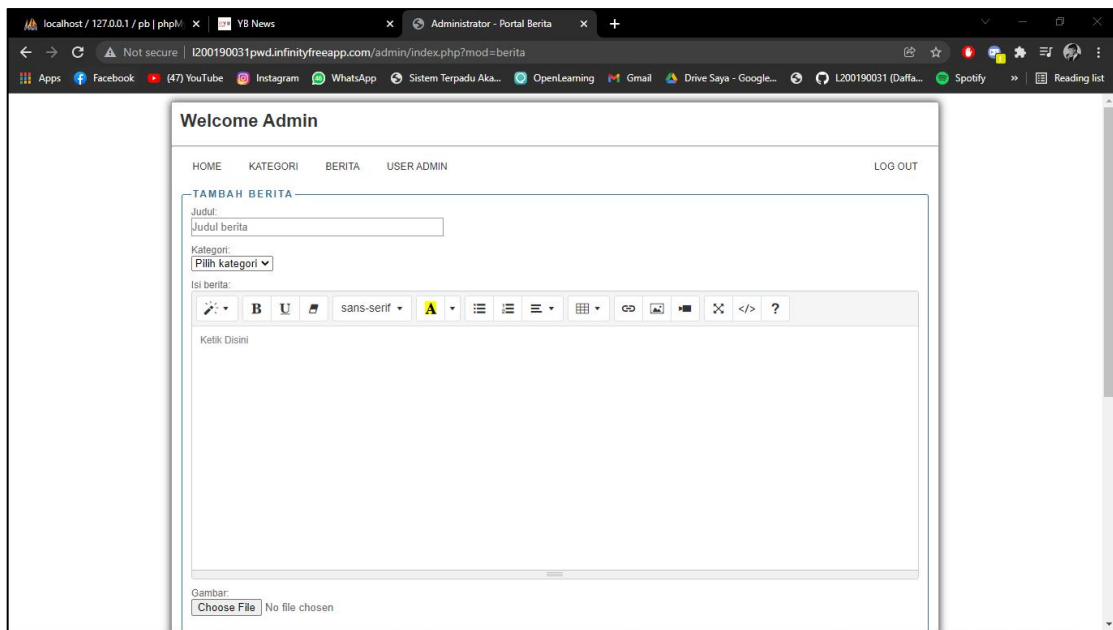 localhost / 127.0.0.1 / pb | phpM
YB News
Administrator - Portal Berita
Not secure | l200190031pwd.infinityfreeapp.com/admin/index.php?mod=berita
Apps Facebook (47) YouTube Instagram WhatsApp Sistem Terpadu Aka... OpenLearning Gmail Drive Saya - Google... L200190031 (Daffa... Spotify » Reading list
Welcome Admin
HOME KATEGORI BERITA USER ADMIN LOG OUT
TAMBAH BERITA
Judul:
Judul berita
Kategori:
Pilih kategori
Isi berita:
B U sans-serif A </> ?
Ketik Disini
Gambar:
Choose File No file chosen